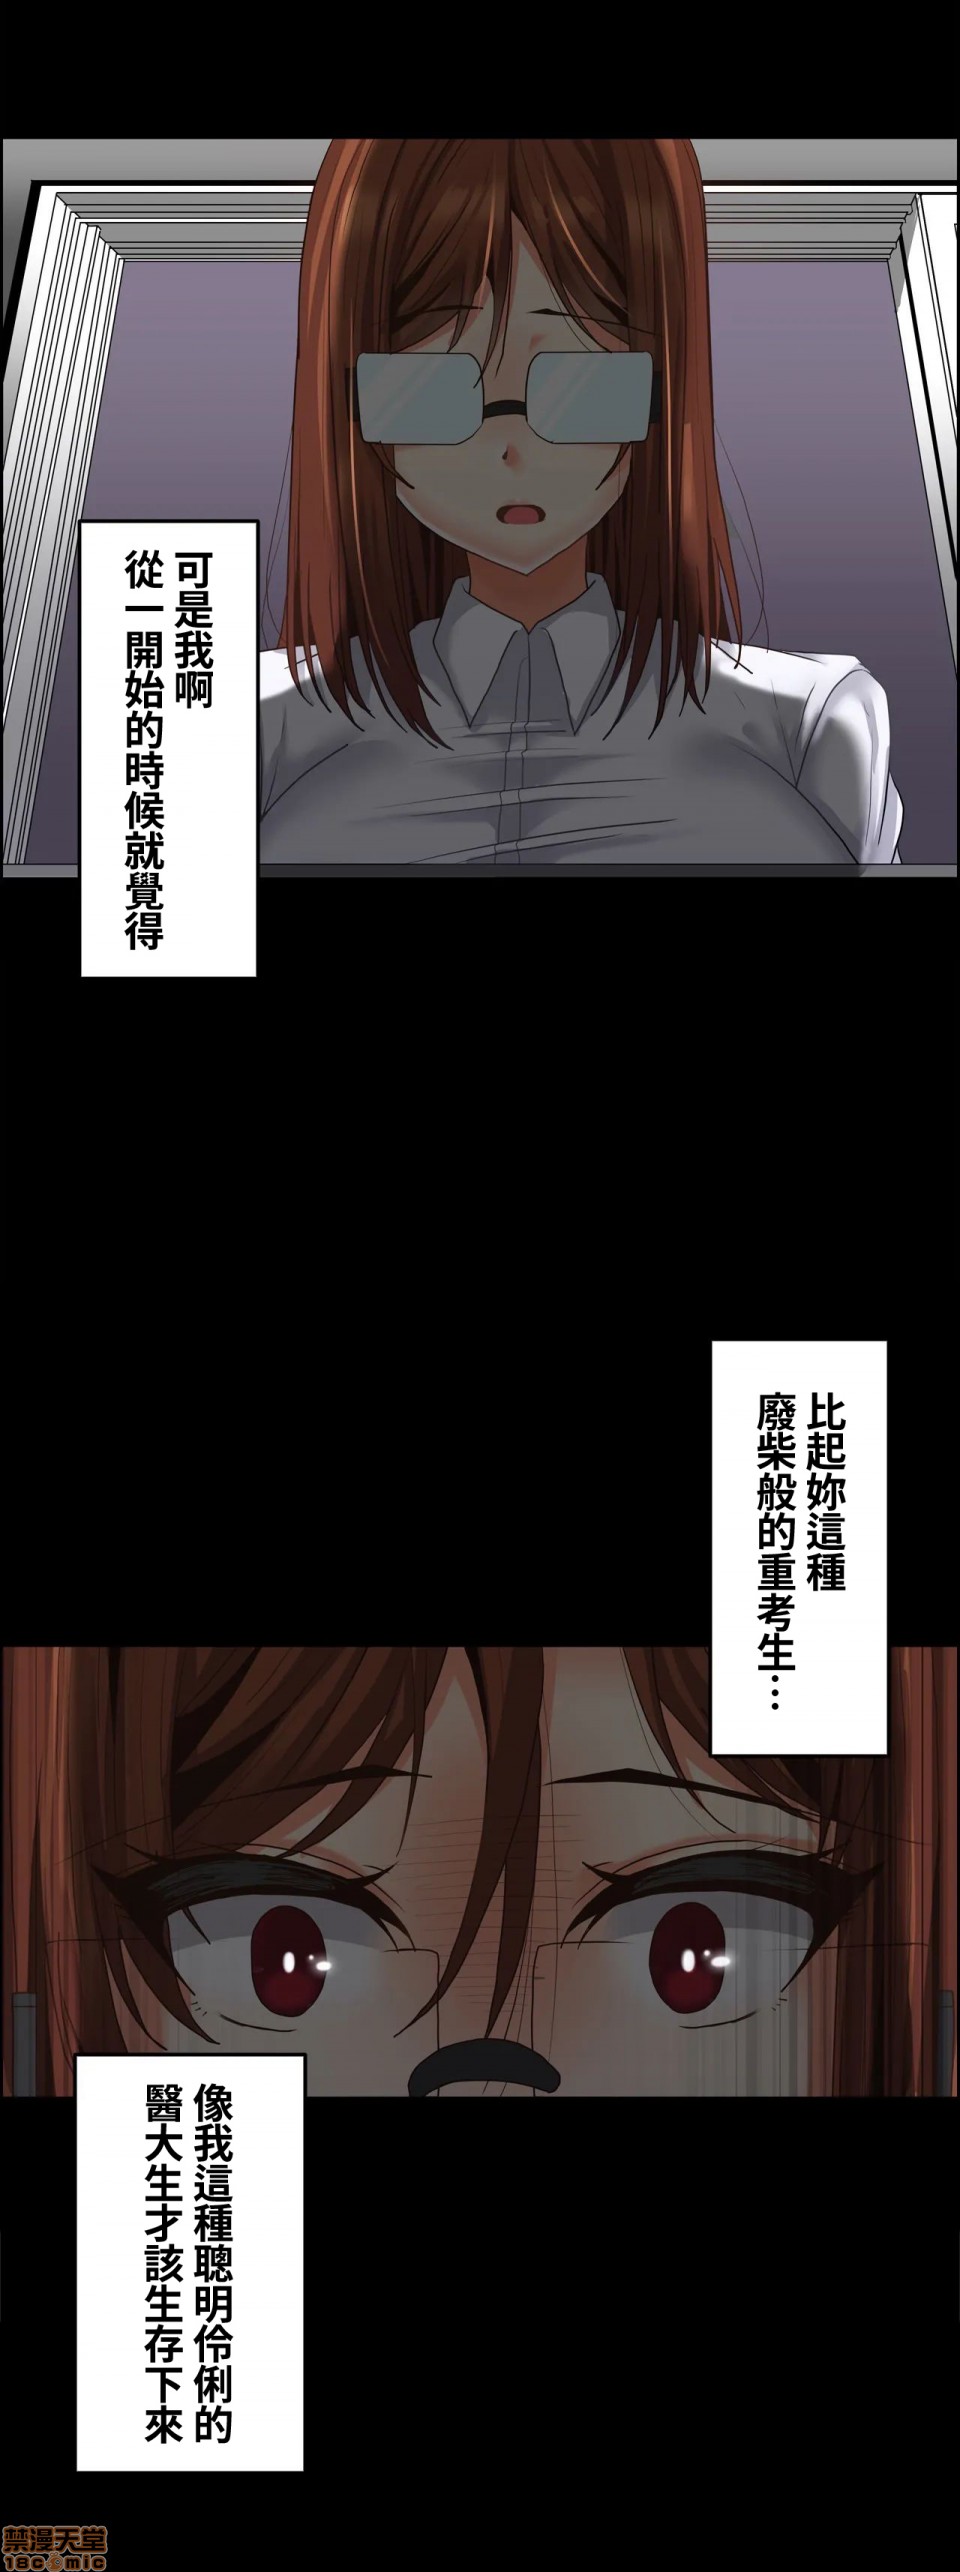 可是我啊
從一開始的時候就覺得
比起妳這種
廢柴般的重考生…
像我這種聰明伶俐的
醫大生才該生存下來
禁漫天堂
18comic